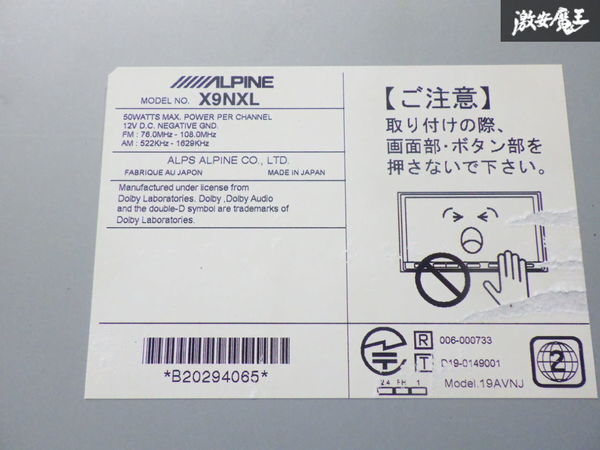 激安魔王
ALPINE
MODEL NO. X9NXL
50WATTS MAX. POWER PER CHANNEL
12V D.C. NEGATIVE GND.
FM : 76.0MHz - 108.0MHz
AM : 522KHz - 1629KHz
ALPS ALPINE CO., LTD.
FABRIQUE AU JAPON MADE IN JAPAN
Manufactured under license from
Dolby Laboratories. Dolby ,Dolby Audio
and the double-D symbol are trademarks of
Dolby Laboratories.
*B20294065*
【ご注意】
取り付けの際、
画面部・ボタン部を
押さないで下さい。
R 006-000733
T D19-0149001
2.4 FH 1
Model.19AVNJ
2